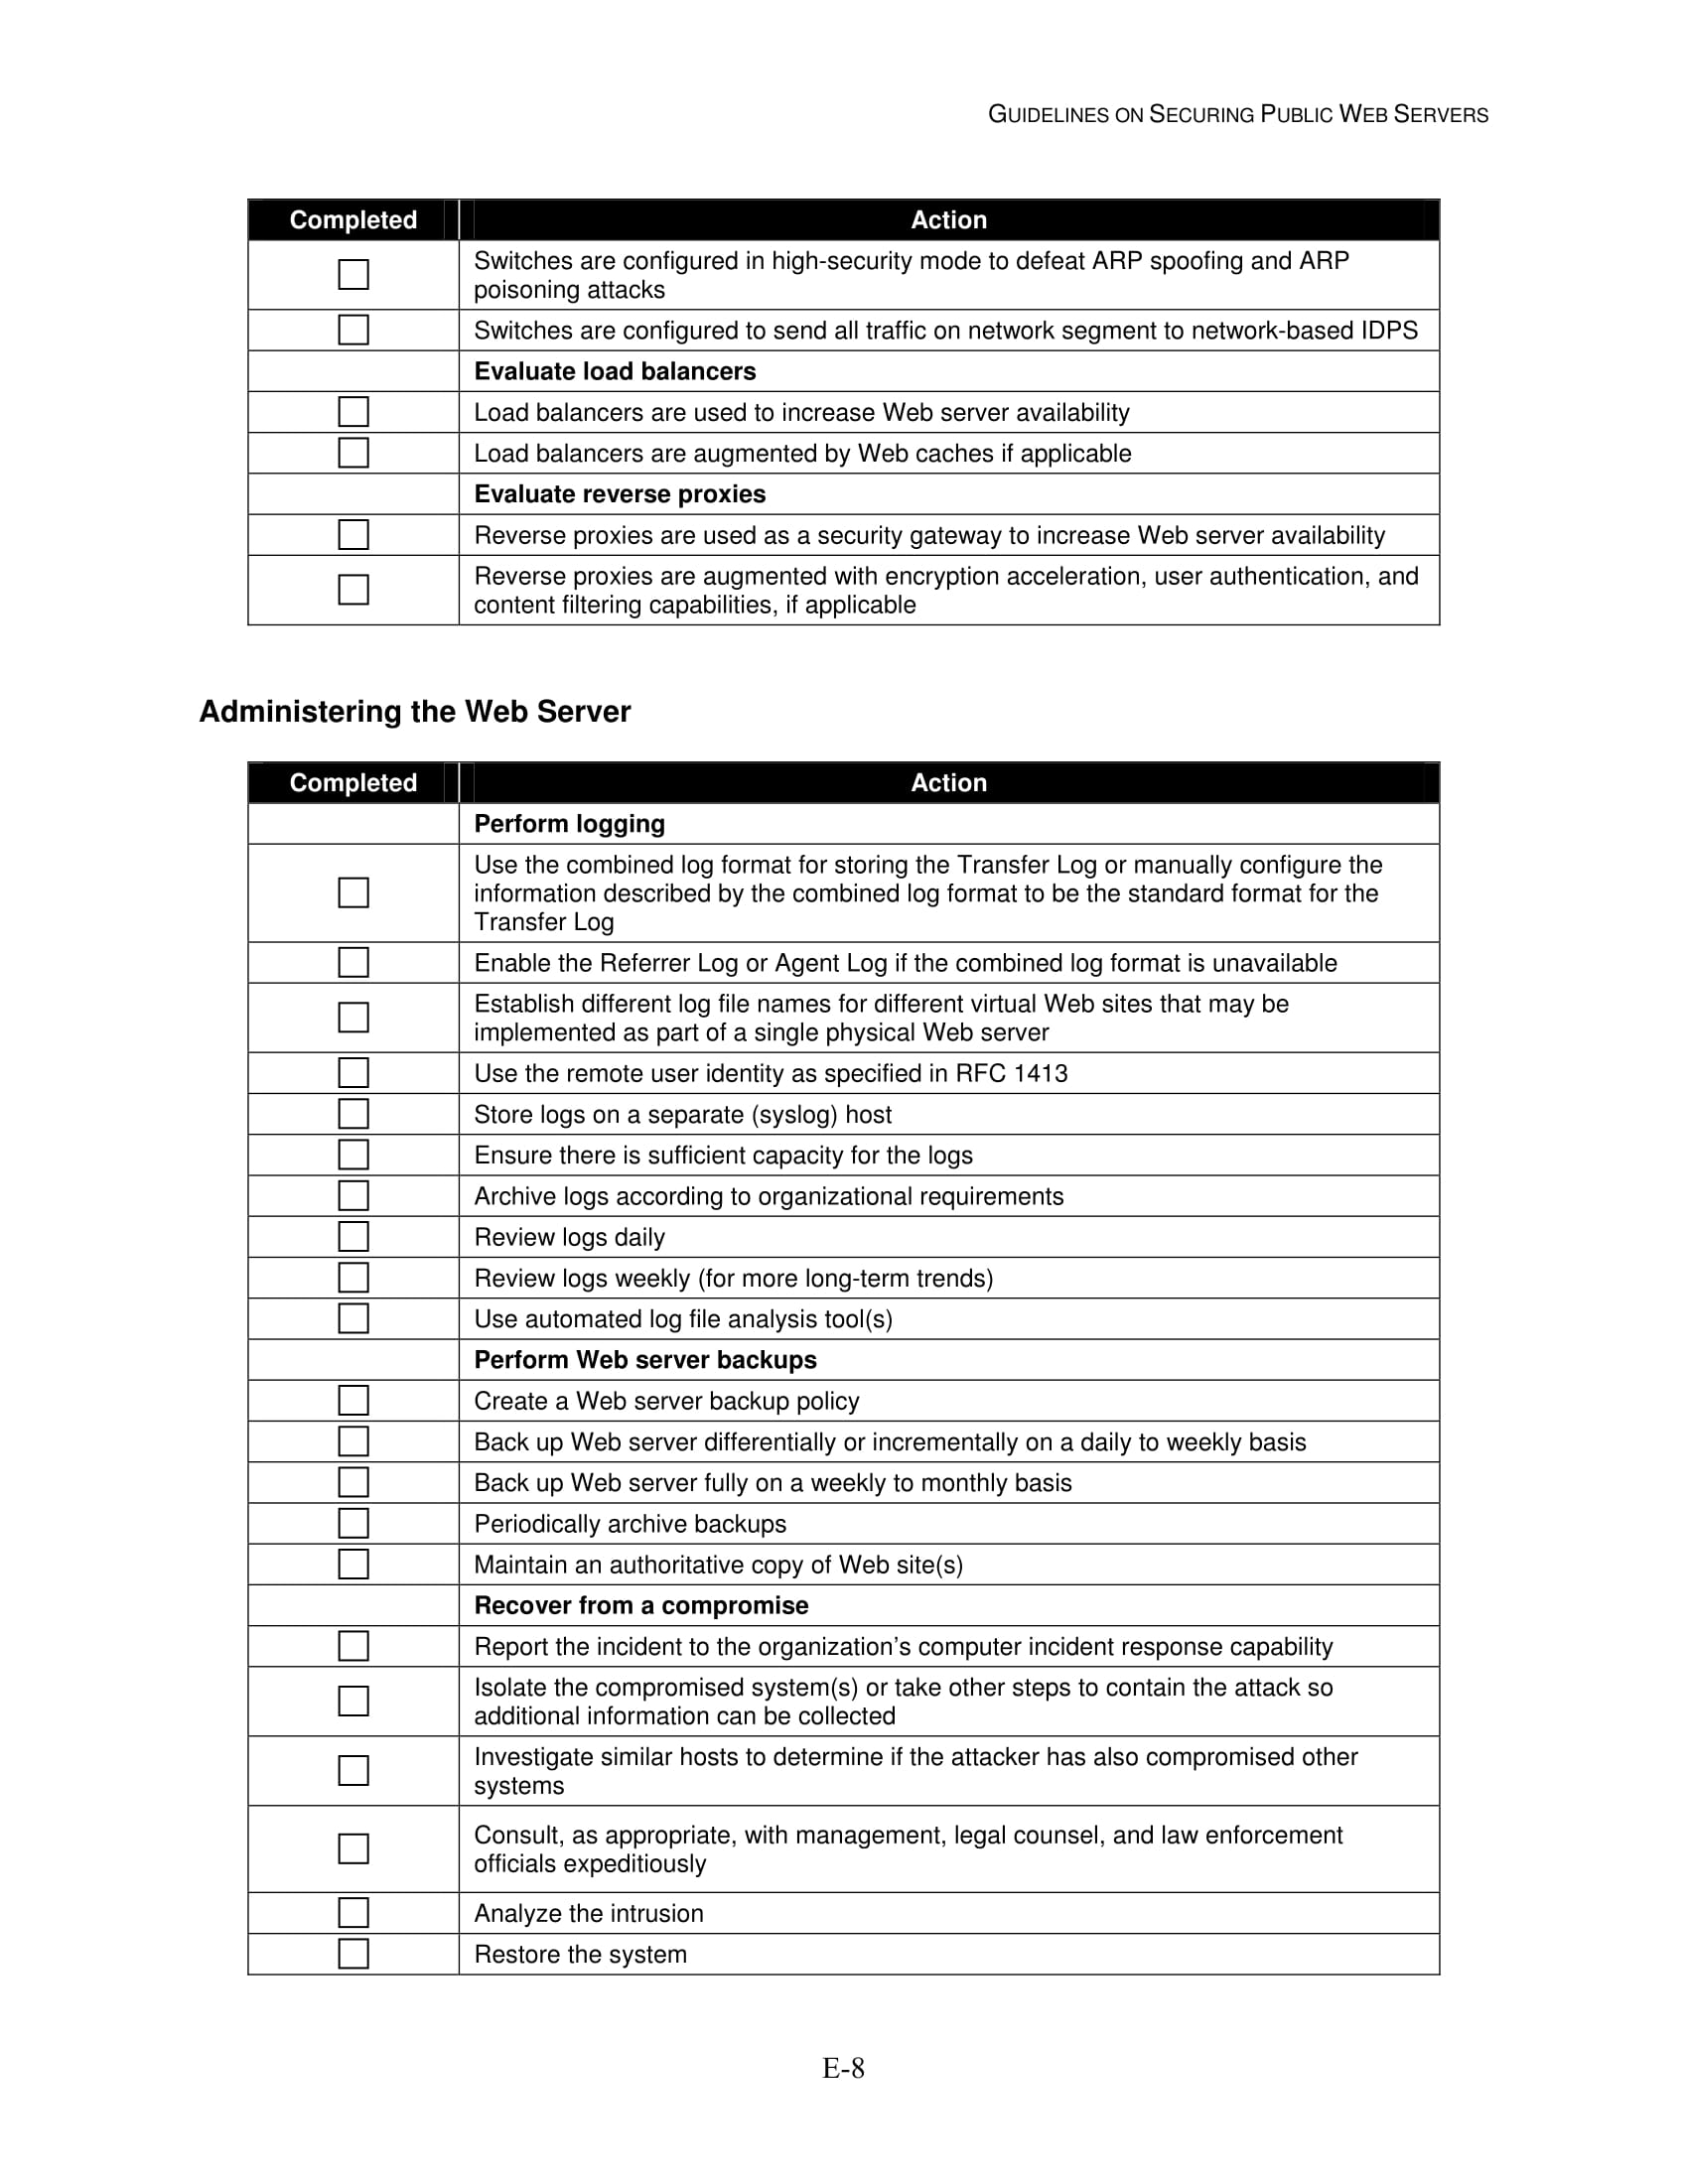 GUIDELINES ON SECURING PUBLIC WEB SERVERS
Completed Action
Switches are configured in high-security mode to defeat ARP spoofing and ARP
poisoning attacks
Switches are configured to send all traffic on network segment to network-based IDPS
Evaluate load balancers
Load balancers are used to increase Web server availability
Load balancers are augmented by Web caches if applicable
Evaluate reverse proxies
Reverse proxies are used as a security gateway to increase Web server availability
Reverse proxies are augmented with encryption acceleration, user authentication, and
content filtering capabilities, if applicable
Administering the Web Server
Completed Action
Perform logging
Use the combined log format for storing the Transfer Log or manually configure the
information described by the combined log format to be the standard format for the
Transfer Log
Enable the Referrer Log or Agent Log if the combined log format is unavailable
Establish different log file names for different virtual Web sites that may be
implemented as part of a single physical Web server
Use the remote user identity as specified in RFC 1413
Store logs on a separate (syslog) host
Ensure there is sufficient capacity for the logs
Archive logs according to organizational requirements
Review logs daily
Review logs weekly (for more long-term trends)
Use automated log file analysis tool(s)
Perform Web server backups
Create a Web server backup policy
Back up Web server differentially or incrementally on a daily to weekly basis
Back up Web server fully on a weekly to monthly basis
Periodically archive backups
Maintain an authoritative copy of Web site(s)
Recover from a compromise
Report the incident to the organization’s computer incident response capability
Isolate the compromised system(s) or take other steps to contain the attack so
additional information can be collected
Investigate similar hosts to determine if the attacker has also compromised other
systems
Consult, as appropriate, with management, legal counsel, and law enforcement
officials expeditiously
Analyze the intrusion
Restore the system
E-8